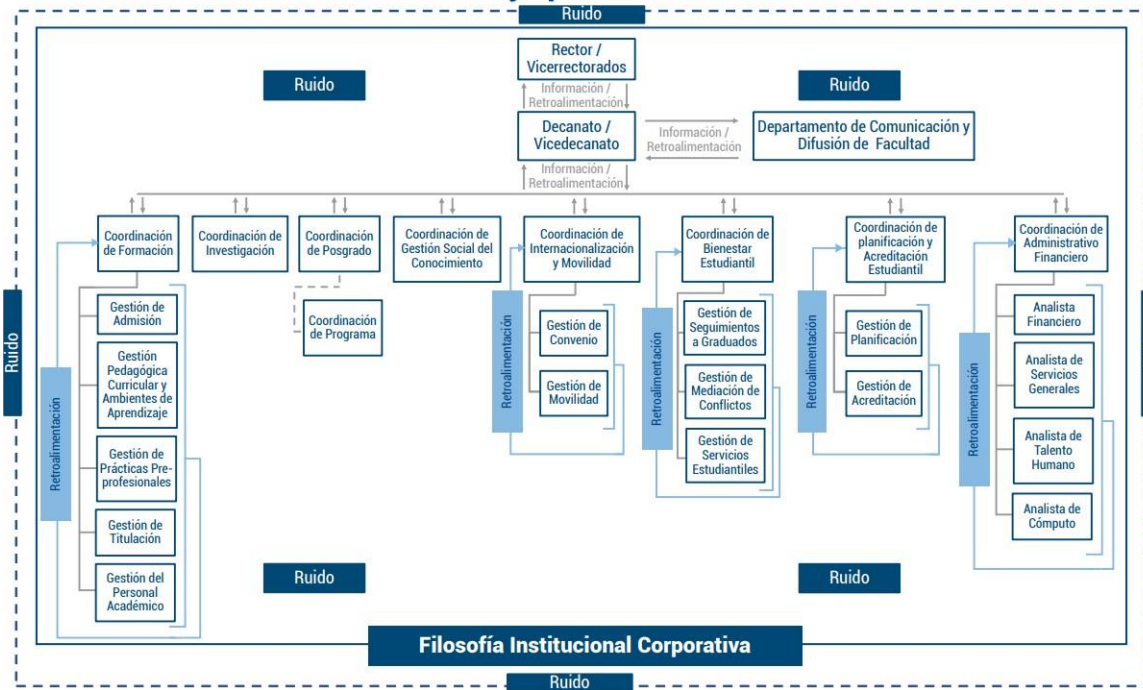 Ruido
Rector /
Vicerrectorados
Ruido
Ruido
Información /
Retroalimentación
Decanato /
Vicedecanato
Información /
Retroalimentación
Departamento de Comunicación y
Difusión de Facultad
Información /
Retroalimentación
Coordinación
de Formación
Coordinación de
Investigación
Coordinación
de Posgrado
Coordinación de
Gestión Social del
Conocimiento
Coordinación de
Internacionalización
y Movilidad
Coordinación de
Bienestar
Estudiantil
Coordinación de
planificación y
Acreditación
Estudiantil
Coordinación de
Administrativo
Financiero
Ruido
Retroalimentación
Gestión de
Admisión
Gestión
Pedagógica
Curricular y
Ambientes de
Aprendizaje
Gestión de
Prácticas Pre-
profesionales
Gestión de
Titulación
Gestión del
Personal
Académico
Coordinación
de Programa
Retroalimentación
Gestión de
Convenio
Gestión de
Movilidad
Retroalimentación
Gestión de
Seguimientos
a Graduados
Gestión de
Mediación de
Conflictos
Gestión de
Servicios
Estudiantiles
Retroalimentación
Gestión de
Planificación
Gestión de
Acreditación
Retroalimentación
Analista
Financiero
Analista de
Servicios
Generales
Analista de
Talento
Humano
Analista de
Cómputo
Ruido
Ruido
Filosofía Institucional Corporativa
Ruido